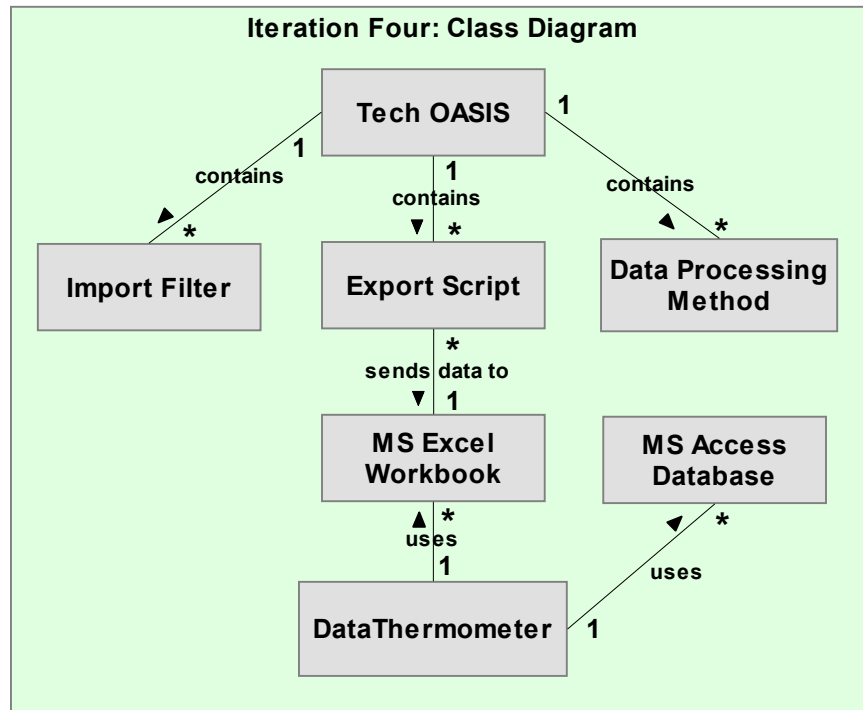 Iteration Four: Class Diagram
Tech OASIS
1
1
1
contains
contains
contains
*
*
*
Import Filter
Export Script
Data Processing
Method
*
sends data to
1
MS Excel
Workbook
MS Access
Database
*
*
uses
uses
1
DataThermometer
1